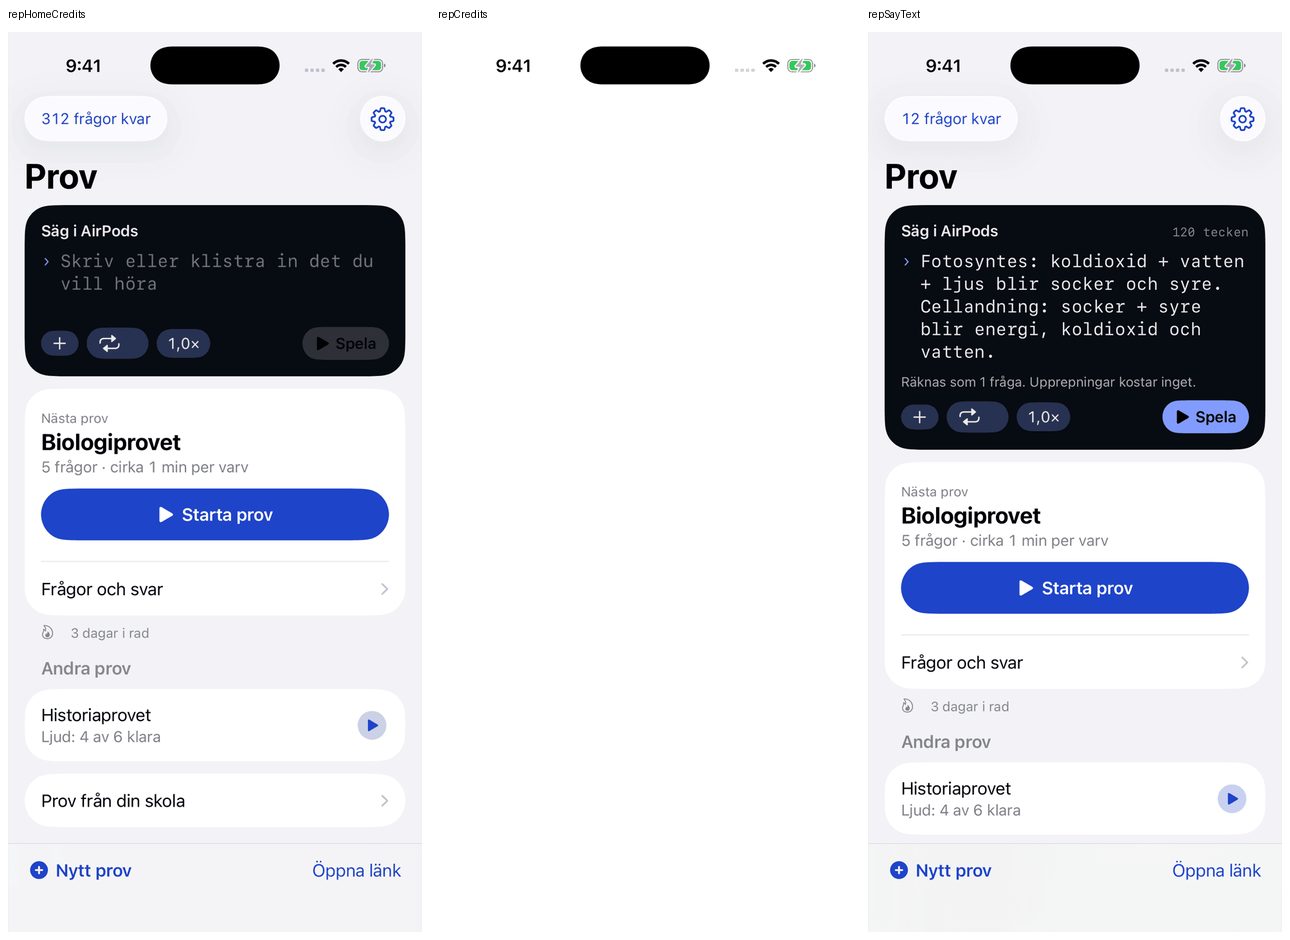 repHomeCredits
9:41
312 frågor kvar
Prov
Säg i AirPods
› Skriv eller klistra in det du
vill höra
1,0×
Spela
Nästa prov
Biologiprovet
5 frågor · cirka 1 min per varv
Starta prov
Frågor och svar
3 dagar i rad
Andra prov
Historiaprovet
Ljud: 4 av 6 klara
Prov från din skola
Nytt prov
Öppna länk
repCredits
9:41
repSayText
9:41
12 frågor kvar
Prov
Säg i AirPods
120 tecken
› Fotosyntes: koldioxid + vatten
+ ljus blir socker och syre.
Cellandning: socker + syre
blir energi, koldioxid och
vatten.
Räknas som 1 fråga. Upprepningar kostar inget.
1,0×
Spela
Nästa prov
Biologiprovet
5 frågor · cirka 1 min per varv
Starta prov
Frågor och svar
3 dagar i rad
Andra prov
Historiaprovet
Ljud: 4 av 6 klara
Nytt prov
Öppna länk